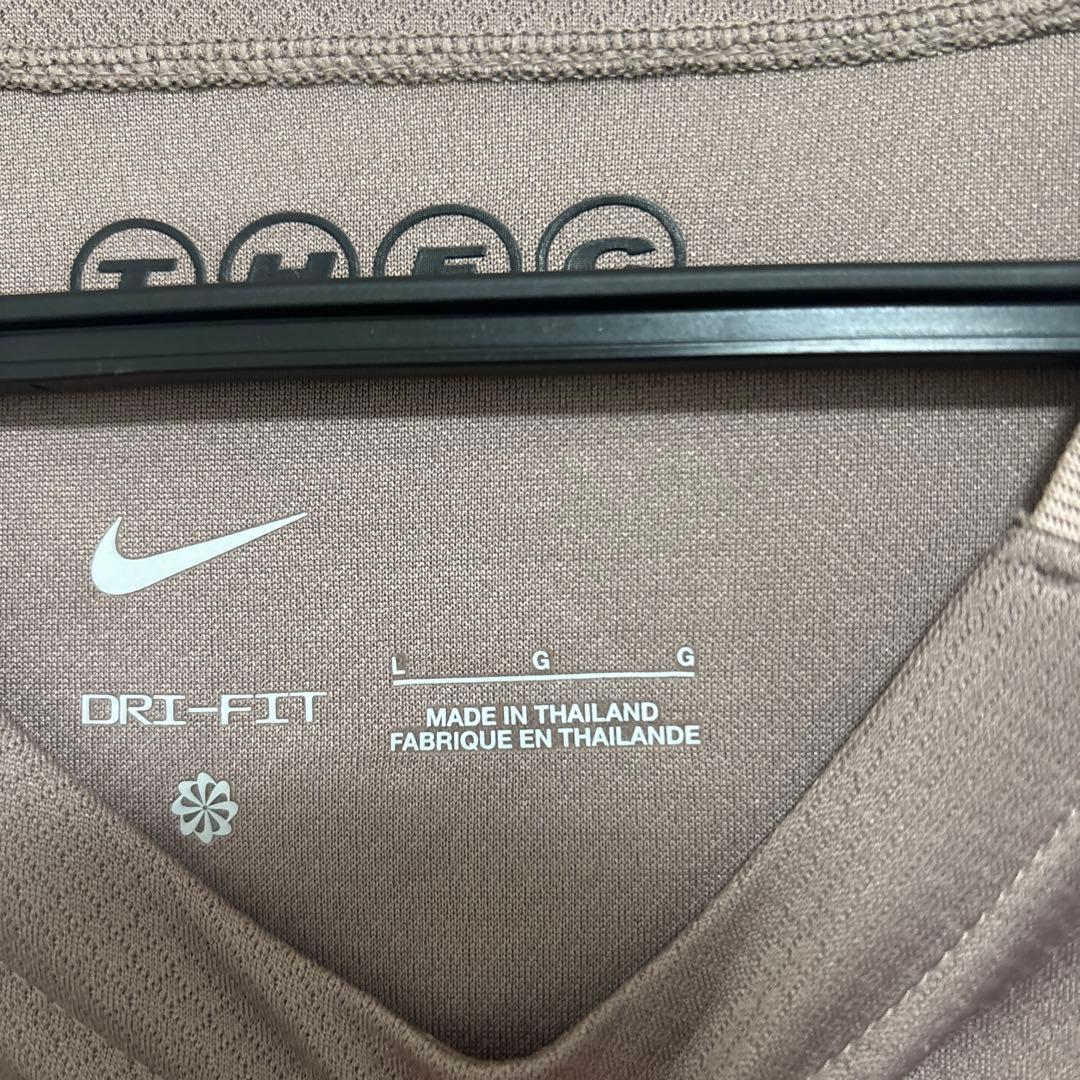 T H F C
L G G
DRI-FIT
MADE IN THAILAND
FABRIQUE EN THAILANDE